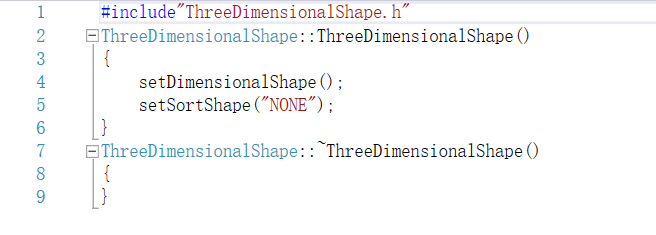 1 #include"ThreeDimensionalShape.h"
2 ThreeDimensionalShape::ThreeDimensionalShape()
3 {
4 setDimensionalShape();
5 setSortShape("NONE");
6 }
7 ThreeDimensionalShape::~ThreeDimensionalShape()
8 {
9 }